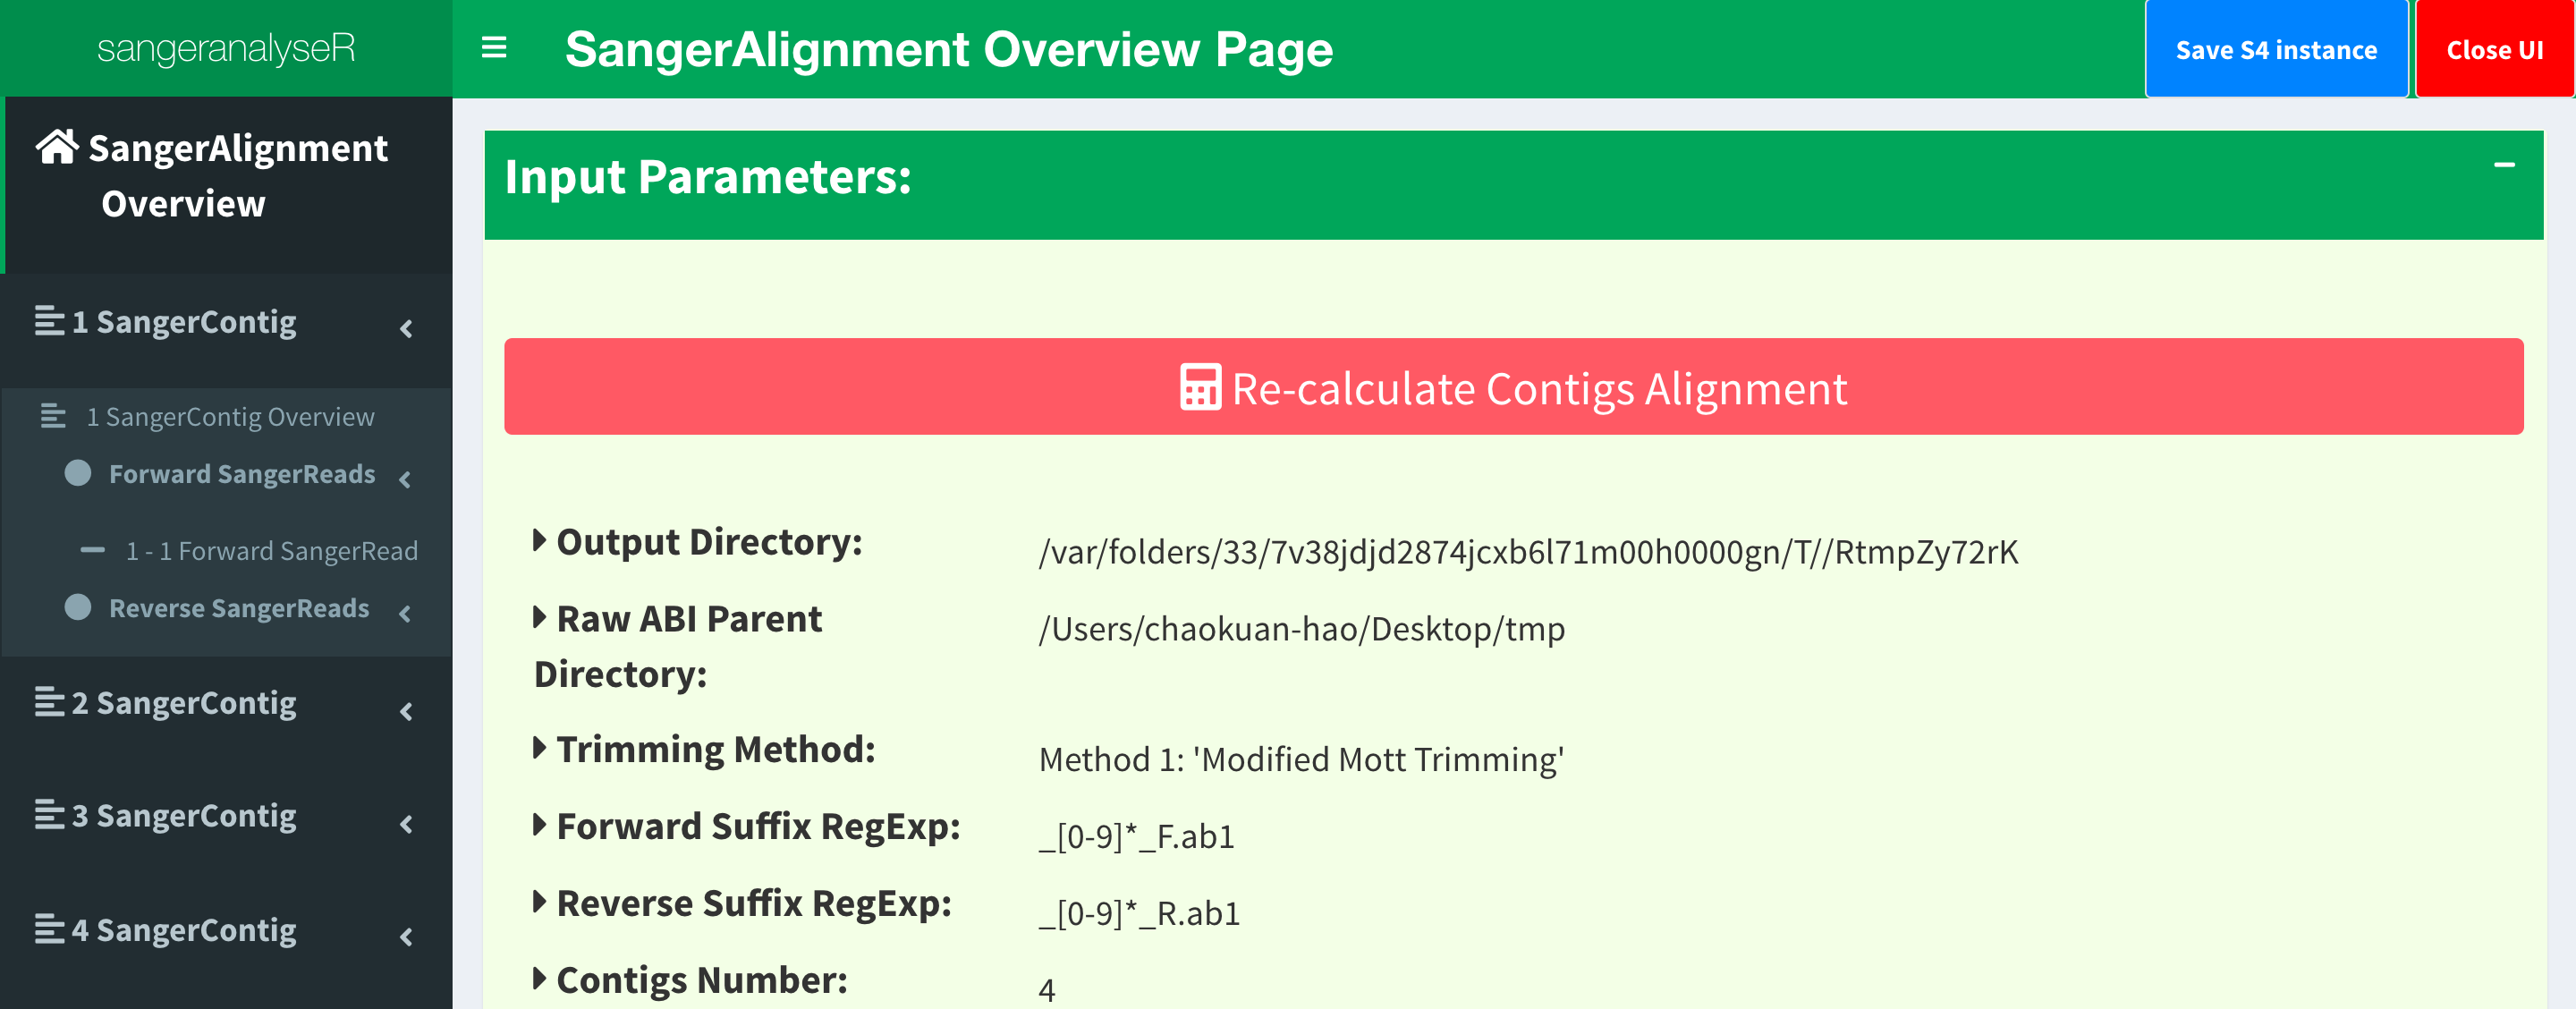 sangeranalyseR
SangerAlignment Overview Page
Save S4 instance
Close UI
SangerAlignment
Overview
1 SangerContig
1 SangerContig Overview
Forward SangerReads
1 - 1 Forward SangerRead
Reverse SangerReads
2 SangerContig
3 SangerContig
4 SangerContig
Input Parameters:
Re-calculate Contigs Alignment
Output Directory: /var/folders/33/7v38jdjd2874jcxb6l71m00h0000gn/T//RtmpZy72rK
Raw ABI Parent /Users/chaokuan-hao/Desktop/tmp
Directory:
Trimming Method: Method 1: 'Modified Mott Trimming'
Forward Suffix RegExp: _[0-9]*_F.ab1
Reverse Suffix RegExp: _[0-9]*_R.ab1
Contigs Number: 4